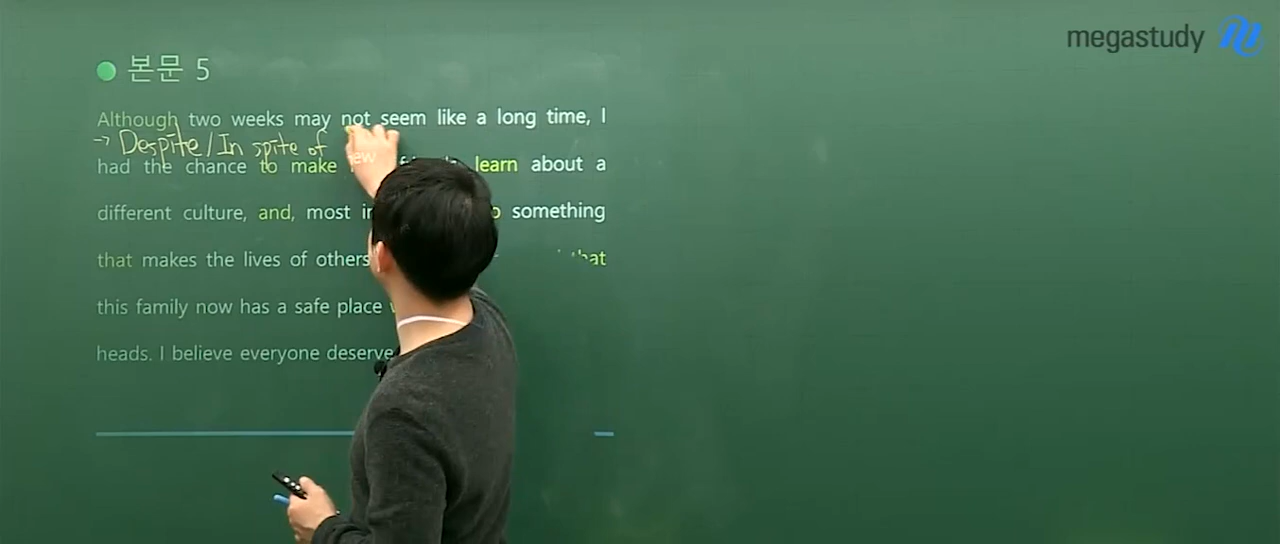 megastudy
본문 5
Although two weeks may not seem like a long time, I
→ Despite/In spite of
had the chance to make new learn about a
different culture, and, most something
that makes the lives of others that
this family now has a safe place
heads. I believe everyone